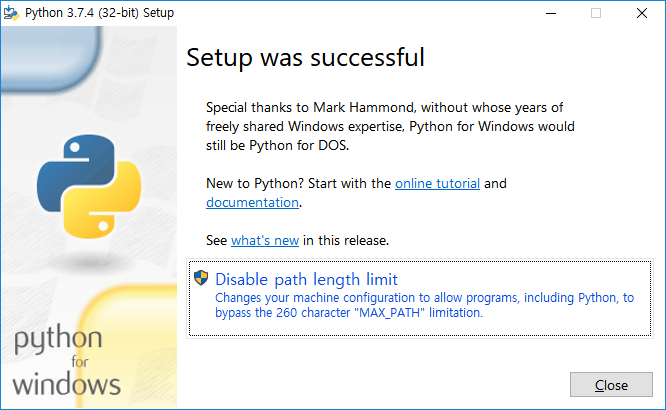 Python 3.7.4 (32-bit) Setup
Setup was successful
Special thanks to Mark Hammond, without whose years of
freely shared Windows expertise, Python for Windows would
still be Python for DOS.
New to Python? Start with the online tutorial and
documentation.
See what's new in this release.
Disable path length limit
Changes your machine configuration to allow programs, including Python, to
bypass the 260 character "MAX_PATH" limitation.
python
for
windows
Close